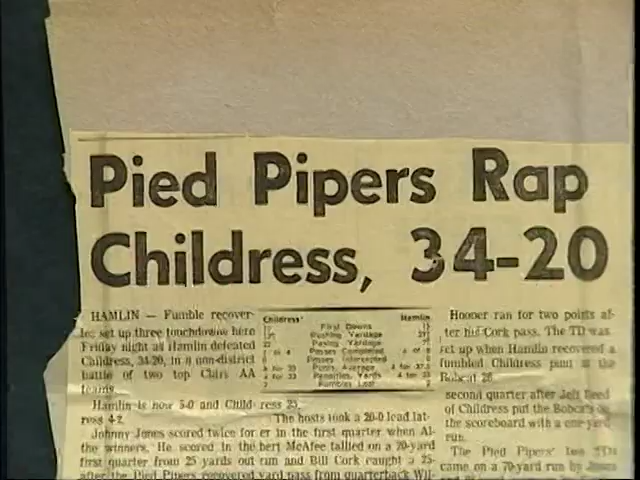 Pied Pipers Rap
Childress, 34-20
HAMLIN — Fumble recover-
ies set up three touchdowns here
Friday night as Hamlin defeated
Childress, 34-20, in a non-district
battle of two top Class AA
teams.
Hamlin is now 5-0 and Child-
ress 4-2.
Johnny Jones scored twice for
the winners. He scored in the
first quarter from 25 yards out
after the Pied Pipers recovered
Childress Hamlin
First Downs
Rushing Yardage
Passing Yardage
Passes Completed
Passes Intercepted
Punts, Average
Penalties, Yards
Fumbles Lost
ress 25.
The hosts took a 20-0 lead lat-
er in the first quarter when Al-
bert McAfee tallied on a 20-yard
run and Bill Cork caught a 25-
yard pass from quarterback Wil-
Hooper ran for two points af-
ter his Cork pass. The TD was
set up when Hamlin recovered a
fumbled Childress punt at the
Bobcat 26
second quarter after Jeff Reed
of Childress put the Bobcats on
the scoreboard with a one-yard
run.
The Pied Pipers' two TDs
came on a 70-yard run by Jones